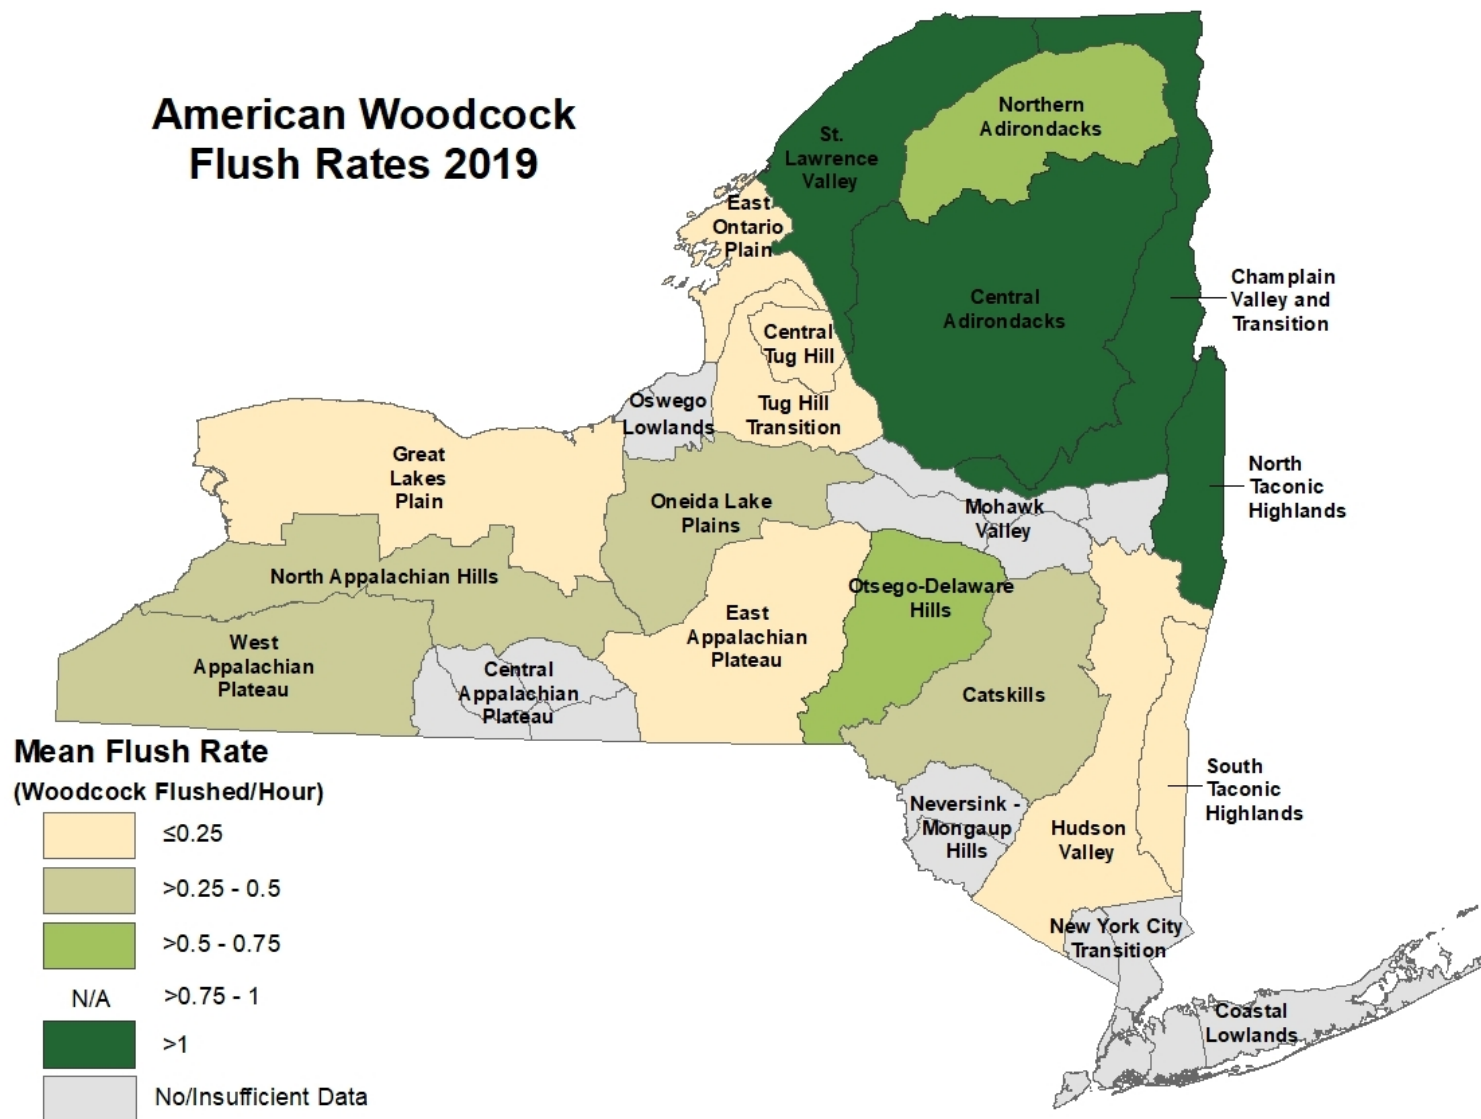 American Woodcock
Flush Rates 2019
Northern
Adirondacks
St.
Lawrence
Valley
East
Ontario
Plain
Central
Adirondacks
Champlain
Valley and
Transition
Central
Tug Hill
Tug Hill
Transition
Oswego
Lowlands
Great
Lakes
Plain
Oneida Lake
Plains
Mohawk
Valley
North
Taconic
Highlands
North Appalachian Hills
Otsego-Delaware
Hills
East
Appalachian
Plateau
West
Appalachian
Plateau
Central
Appalachian
Plateau
Catskills
South
Taconic
Highlands
Neversink -
Mongaup
Hills
Hudson
Valley
New York City
Transition
Coastal
Lowlands
Mean Flush Rate
(Woodcock Flushed/Hour)
≤0.25
>0.25 - 0.5
>0.5 - 0.75
N/A >0.75 - 1
>1
No/Insufficient Data